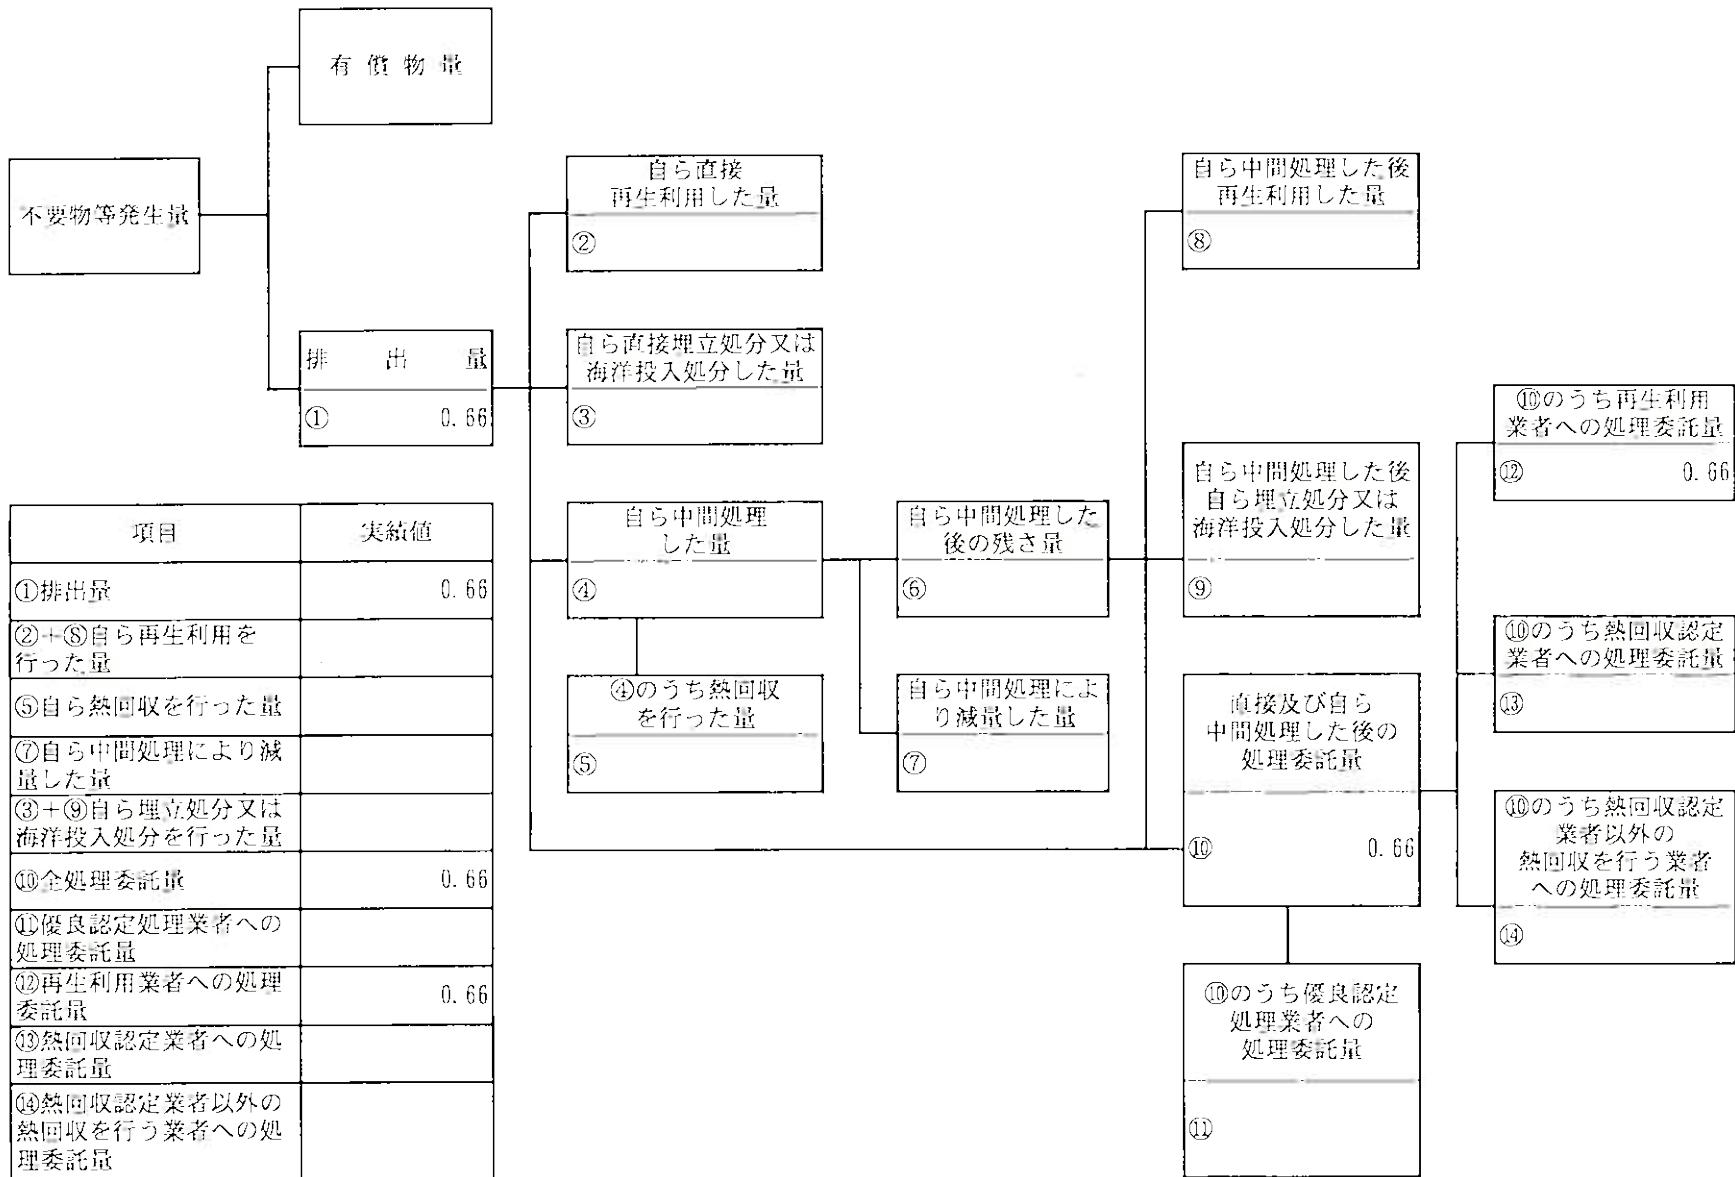 有償物量
不要物等発生量
自ら直接
再生利用した量
②
自ら中間処理した後
再生利用した量
⑧
排出量
① 0.66
自ら直接埋立処分又は
海洋投入処分した量
③
⑩のうち再生利用
業者への処理委託量
⑫ 0.66
自ら中間処理
した量
④
自ら中間処理した
後の残さ量
⑥
自ら中間処理した後
自ら埋立処分又は
海洋投入処分した量
⑨
⑩のうち熱回収認定
業者への処理委託量
⑬
④のうち熱回収
を行った量
⑤
自ら中間処理によ
り減量した量
⑦
直接及び自ら
中間処理した後の
処理委託量
⑩ 0.66
⑩のうち熱回収認定
業者以外の
熱回収を行う業者
への処理委託量
⑭
⑩のうち優良認定
処理業者への
処理委託量
⑪
項目 実績値
①排出量 0.66
②+⑧自ら再生利用を
行った量
⑤自ら熱回収を行った量
⑦自ら中間処理により減
量した量
③+⑨自ら埋立処分又は
海洋投入処分を行った量
⑩全処理委託量 0.66
⑪優良認定処理業者への
処理委託量
⑫再生利用業者への処理
委託量 0.66
⑬熱回収認定業者への処
理委託量
⑭熱回収認定業者以外の
熱回収を行う業者への処
理委託量